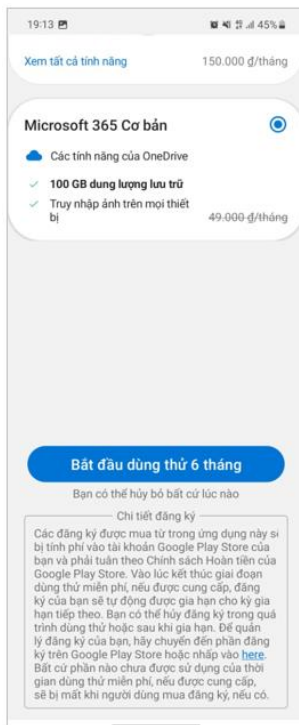 19:13 45%
Xem tất cả tính năng 150.000 ₫/tháng
Microsoft 365 Cơ bản
Các tính năng của OneDrive
100 GB dung lượng lưu trữ
Truy nhập ảnh trên mọi thiết
bị 49.000 ₫/tháng
Bắt đầu dùng thử 6 tháng
Bạn có thể hủy bỏ bất cứ lúc nào
Chi tiết đăng ký
Các đăng ký được mua từ trong ứng dụng này sẽ
bị tính phí vào tài khoản Google Play Store của
bạn và phải tuân theo Chính sách Hoàn tiền của
Google Play Store. Vào lúc kết thúc giai đoạn
dùng thử miễn phí, nếu được cung cấp, đăng
ký của bạn sẽ tự động được gia hạn cho kỳ gia
hạn tiếp theo. Bạn có thể hủy đăng ký trong quá
trình dùng thử hoặc sau khi gia hạn. Để quản
lý đăng ký của bạn, hãy chuyển đến phần đăng
ký trên Google Play Store hoặc nhấp vào here.
Bất cứ phần nào chưa được sử dụng của thời
gian dùng thử miễn phí, nếu được cung cấp,
sẽ bị mất khi người dùng mua đăng ký, nếu có.